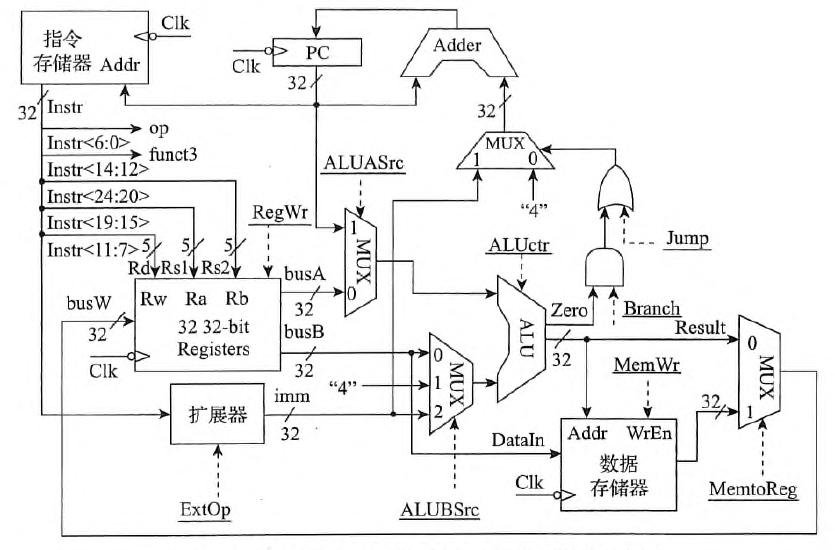 指令
存储器 Addr
Clk
PC
Clk
32
Adder
32
Instr
32
op
Instr<6:0>
funct3
Instr<14:12>
Instr<24:20>
Instr<19:15>
Instr<11:7>
5
5
5
Rd
Rs1
Rs2
RegWr
ALUASrc
MUX
1
0
MUX
1
0
"4"
Jump
ALUctr
Zero
Branch
busW
32
Rw Ra Rb
32 32-bit
Registers
Clk
busA
32
busB
32
"4"
MUX
0
1
2
ALU
32
Result
MemWr
MUX
0
1
32
扩展器
imm
32
ExtOp
ALUBSrc
DataIn
Addr WrEn
数据
存储器
Clk
MemtoReg